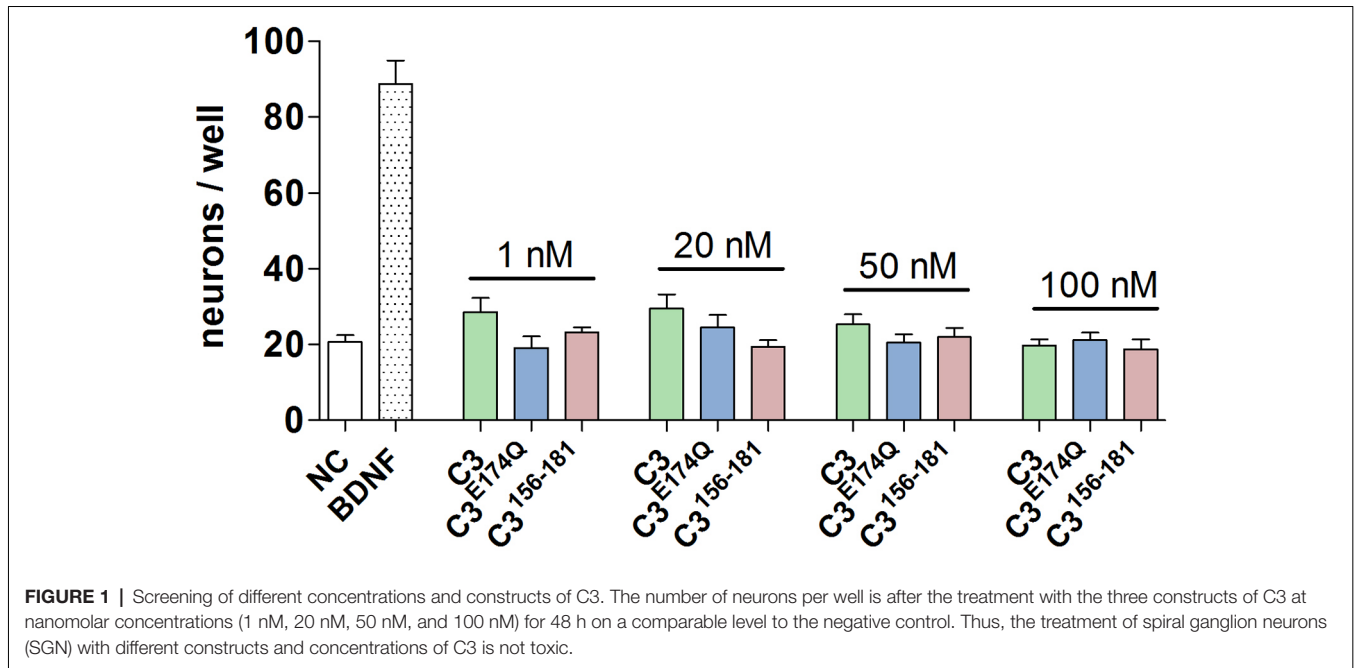 100
80
60
40
20
0
neurons / well
1 nM
20 nM
50 nM
100 nM
NC
BDNF
C3
C3E174Q
C3156-181
C3
C3E174Q
C3156-181
C3
C3E174Q
C3156-181
C3
C3E174Q
C3156-181
FIGURE 1 | Screening of different concentrations and constructs of C3. The number of neurons per well is after the treatment with the three constructs of C3 at
nanomolar concentrations (1 nM, 20 nM, 50 nM, and 100 nM) for 48 h on a comparable level to the negative control. Thus, the treatment of spiral ganglion neurons
(SGN) with different constructs and concentrations of C3 is not toxic.